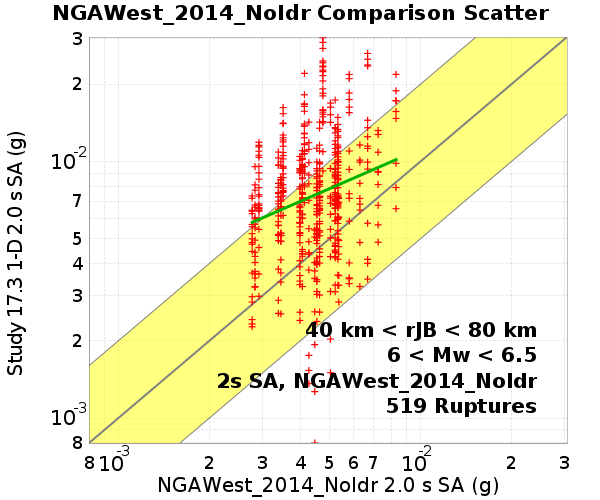 NGAWest_2014_NoIdr Comparison Scatter
Study 17.3 1-D 2.0 s SA (g)
3
2
10^-2
7
5
4
3
2
10^-3
8
40 km < rJB < 80 km
6 < Mw < 6.5
2s SA, NGAWest_2014_NoIdr
519 Ruptures
8 10^-3 2 3 4 5 6 7 10^-2 2 3
NGAWest_2014_NoIdr 2.0 s SA (g)